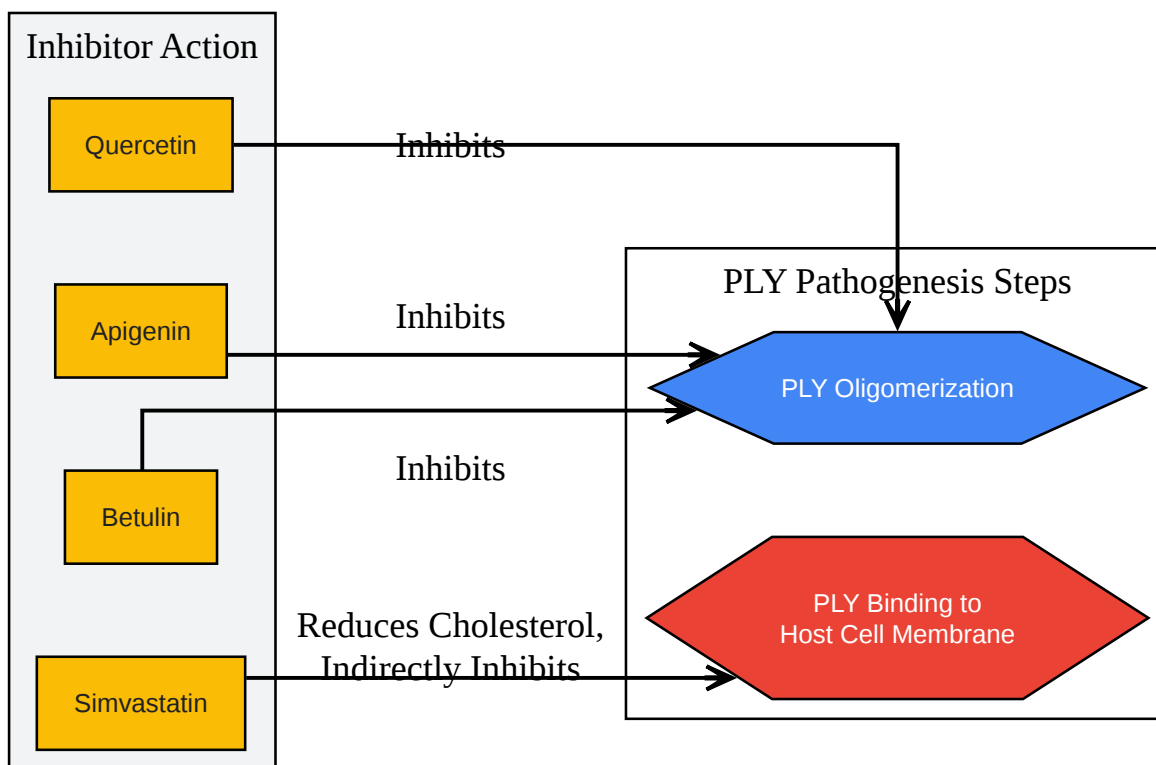 Inhibitor Action
Quercetin
Inhibits
PLY Pathogenesis Steps
Apigenin
Inhibits
PLY Oligomerization
Betulin
Inhibits
PLY Binding to
Host Cell Membrane
Reduces Cholesterol,
Indirectly Inhibits
Simvastatin